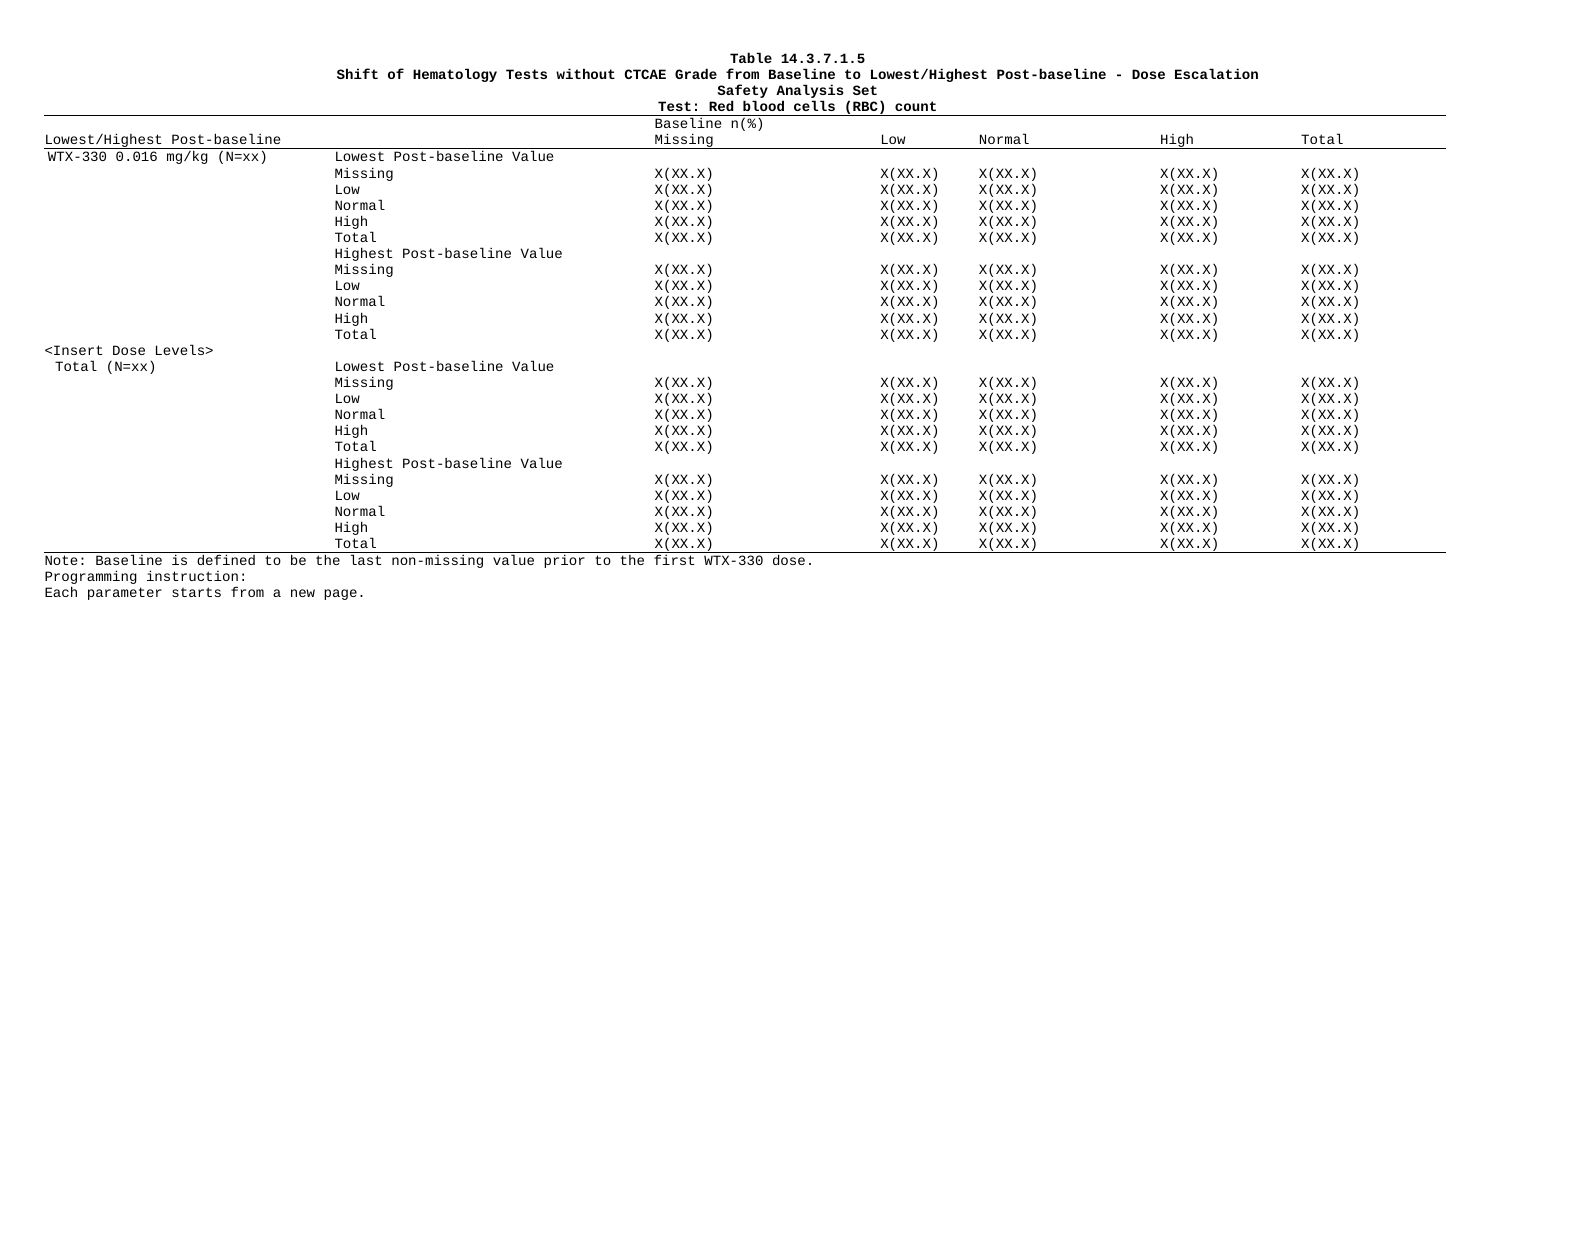 Table 14.3.7.1.5
Shift of Hematology Tests without CTCAE Grade from Baseline to Lowest/Highest Post-baseline - Dose Escalation
Safety Analysis Set
Test: Red blood cells (RBC) count
Baseline n(%)
Lowest/Highest Post-baseline Missing Low Normal High Total
WTX-330 0.016 mg/kg (N=xx) Lowest Post-baseline Value
Missing X(XX.X) X(XX.X) X(XX.X) X(XX.X) X(XX.X)
Low X(XX.X) X(XX.X) X(XX.X) X(XX.X) X(XX.X)
Normal X(XX.X) X(XX.X) X(XX.X) X(XX.X) X(XX.X)
High X(XX.X) X(XX.X) X(XX.X) X(XX.X) X(XX.X)
Total X(XX.X) X(XX.X) X(XX.X) X(XX.X) X(XX.X)
Highest Post-baseline Value
Missing X(XX.X) X(XX.X) X(XX.X) X(XX.X) X(XX.X)
Low X(XX.X) X(XX.X) X(XX.X) X(XX.X) X(XX.X)
Normal X(XX.X) X(XX.X) X(XX.X) X(XX.X) X(XX.X)
High X(XX.X) X(XX.X) X(XX.X) X(XX.X) X(XX.X)
Total X(XX.X) X(XX.X) X(XX.X) X(XX.X) X(XX.X)
<Insert Dose Levels>
Total (N=xx) Lowest Post-baseline Value
Missing X(XX.X) X(XX.X) X(XX.X) X(XX.X) X(XX.X)
Low X(XX.X) X(XX.X) X(XX.X) X(XX.X) X(XX.X)
Normal X(XX.X) X(XX.X) X(XX.X) X(XX.X) X(XX.X)
High X(XX.X) X(XX.X) X(XX.X) X(XX.X) X(XX.X)
Total X(XX.X) X(XX.X) X(XX.X) X(XX.X) X(XX.X)
Highest Post-baseline Value
Missing X(XX.X) X(XX.X) X(XX.X) X(XX.X) X(XX.X)
Low X(XX.X) X(XX.X) X(XX.X) X(XX.X) X(XX.X)
Normal X(XX.X) X(XX.X) X(XX.X) X(XX.X) X(XX.X)
High X(XX.X) X(XX.X) X(XX.X) X(XX.X) X(XX.X)
Total X(XX.X) X(XX.X) X(XX.X) X(XX.X) X(XX.X)
Note: Baseline is defined to be the last non-missing value prior to the first WTX-330 dose.
Programming instruction:
Each parameter starts from a new page.